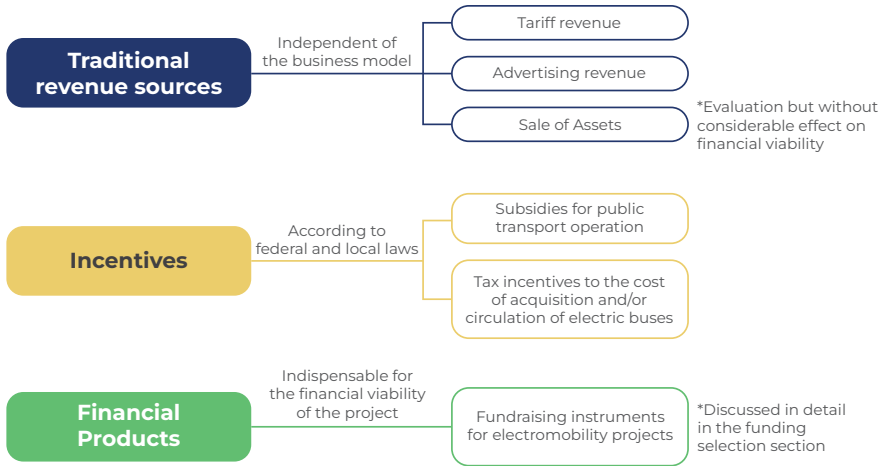 Traditional
revenue sources
Independent of
the business model
Tariff revenue
Advertising revenue
Sale of Assets
*Evaluation but without
considerable effect on
financial viability
Incentives
According to
federal and local laws
Subsidies for public
transport operation
Tax incentives to the cost
of acquisition and/or
circulation of electric buses
Financial
Products
Indispensable for
the financial viability
of the project
Fundraising instruments
for electromobility projects
*Discussed in detail
in the funding
selection section